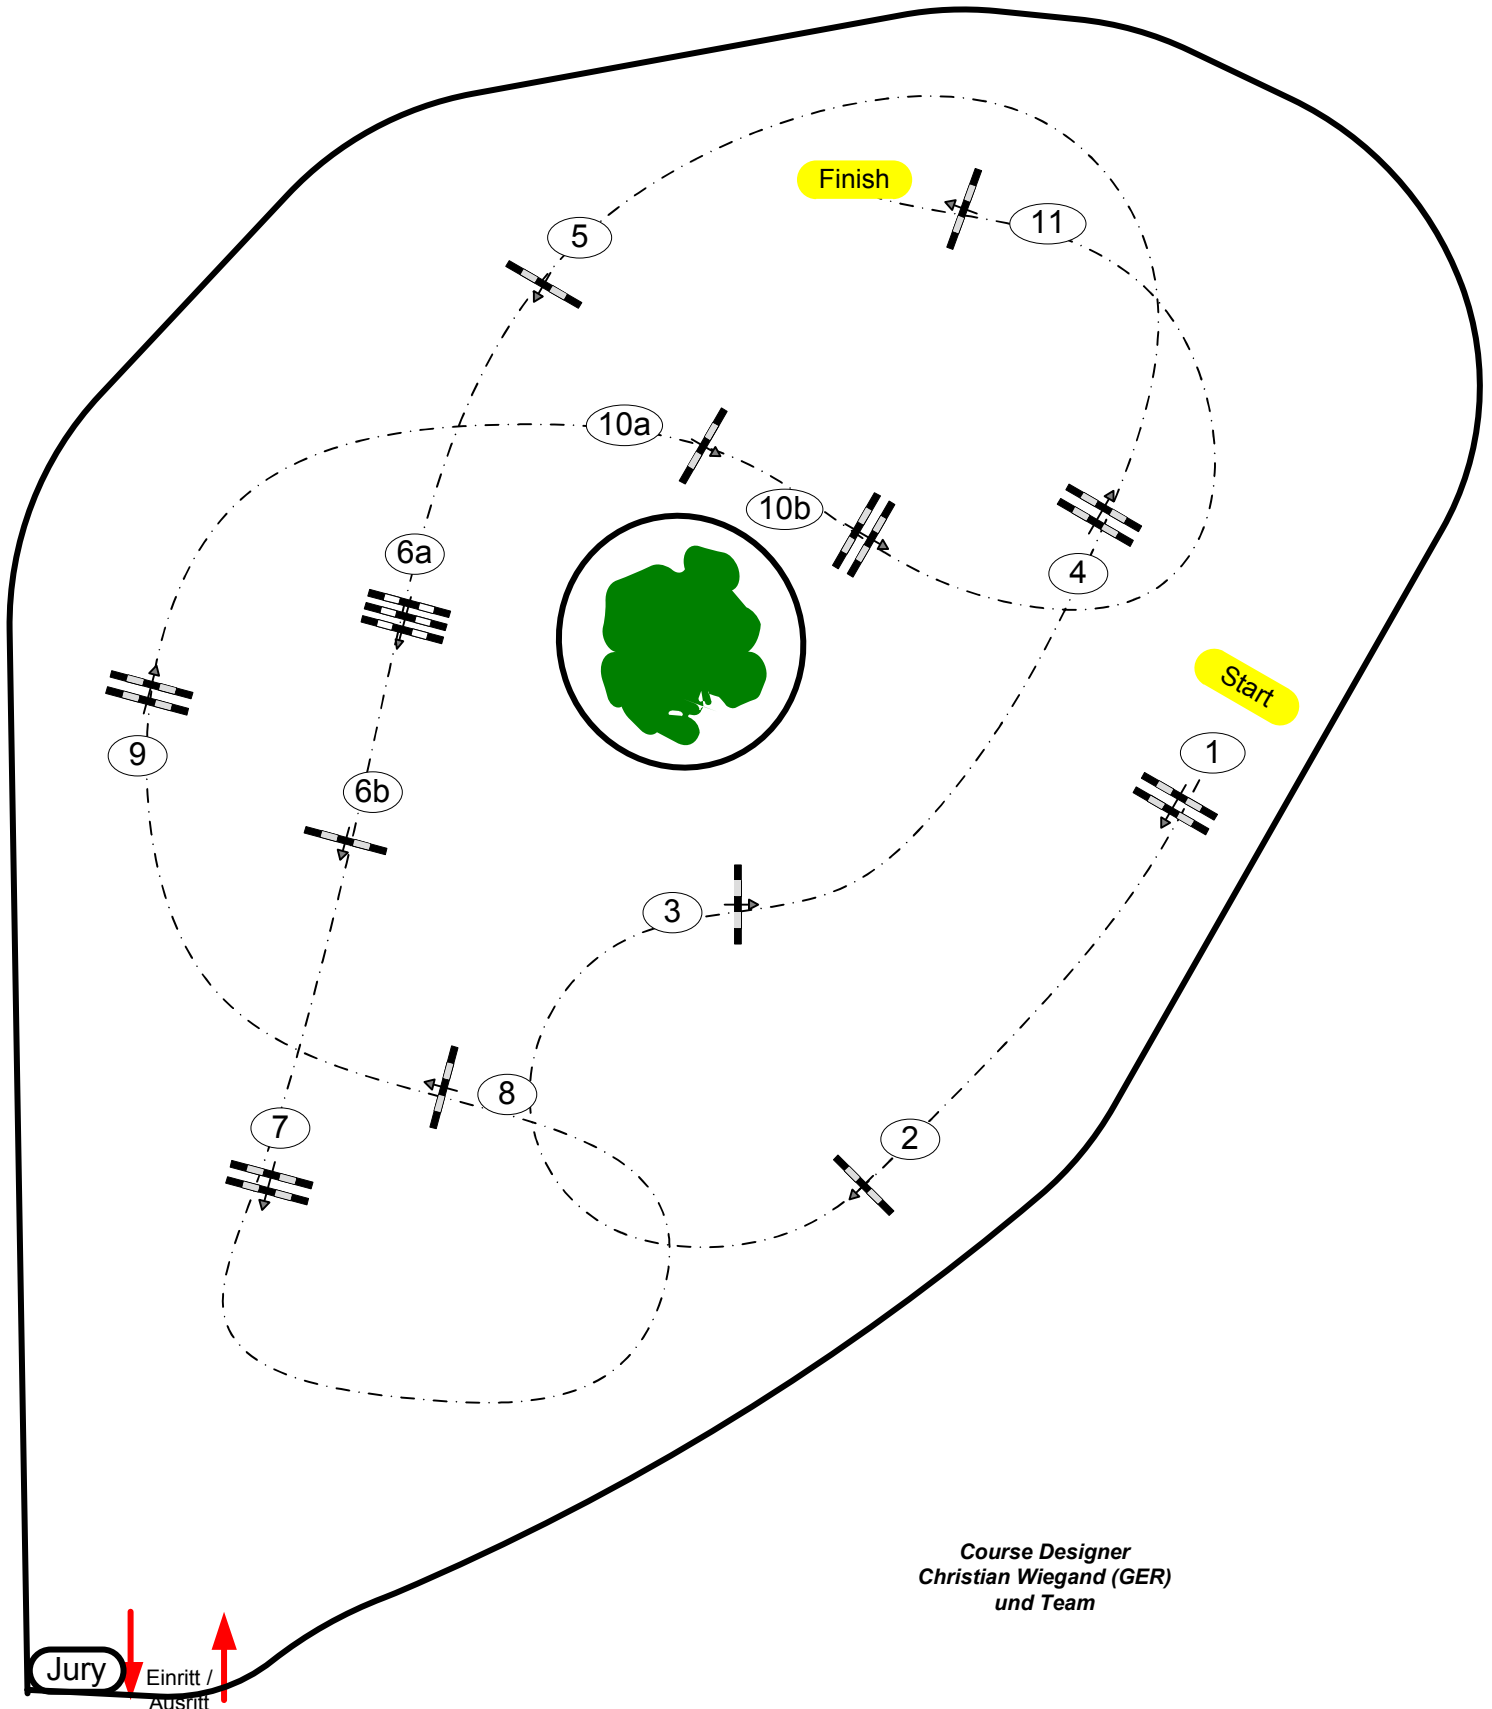 Finish
11
5
10a
10b
6a
4
Start
1
9
6b
3
8
7
2
Course Designer
Christian Wiegand (GER)
und Team
Jury
Einritt /
Ausritt